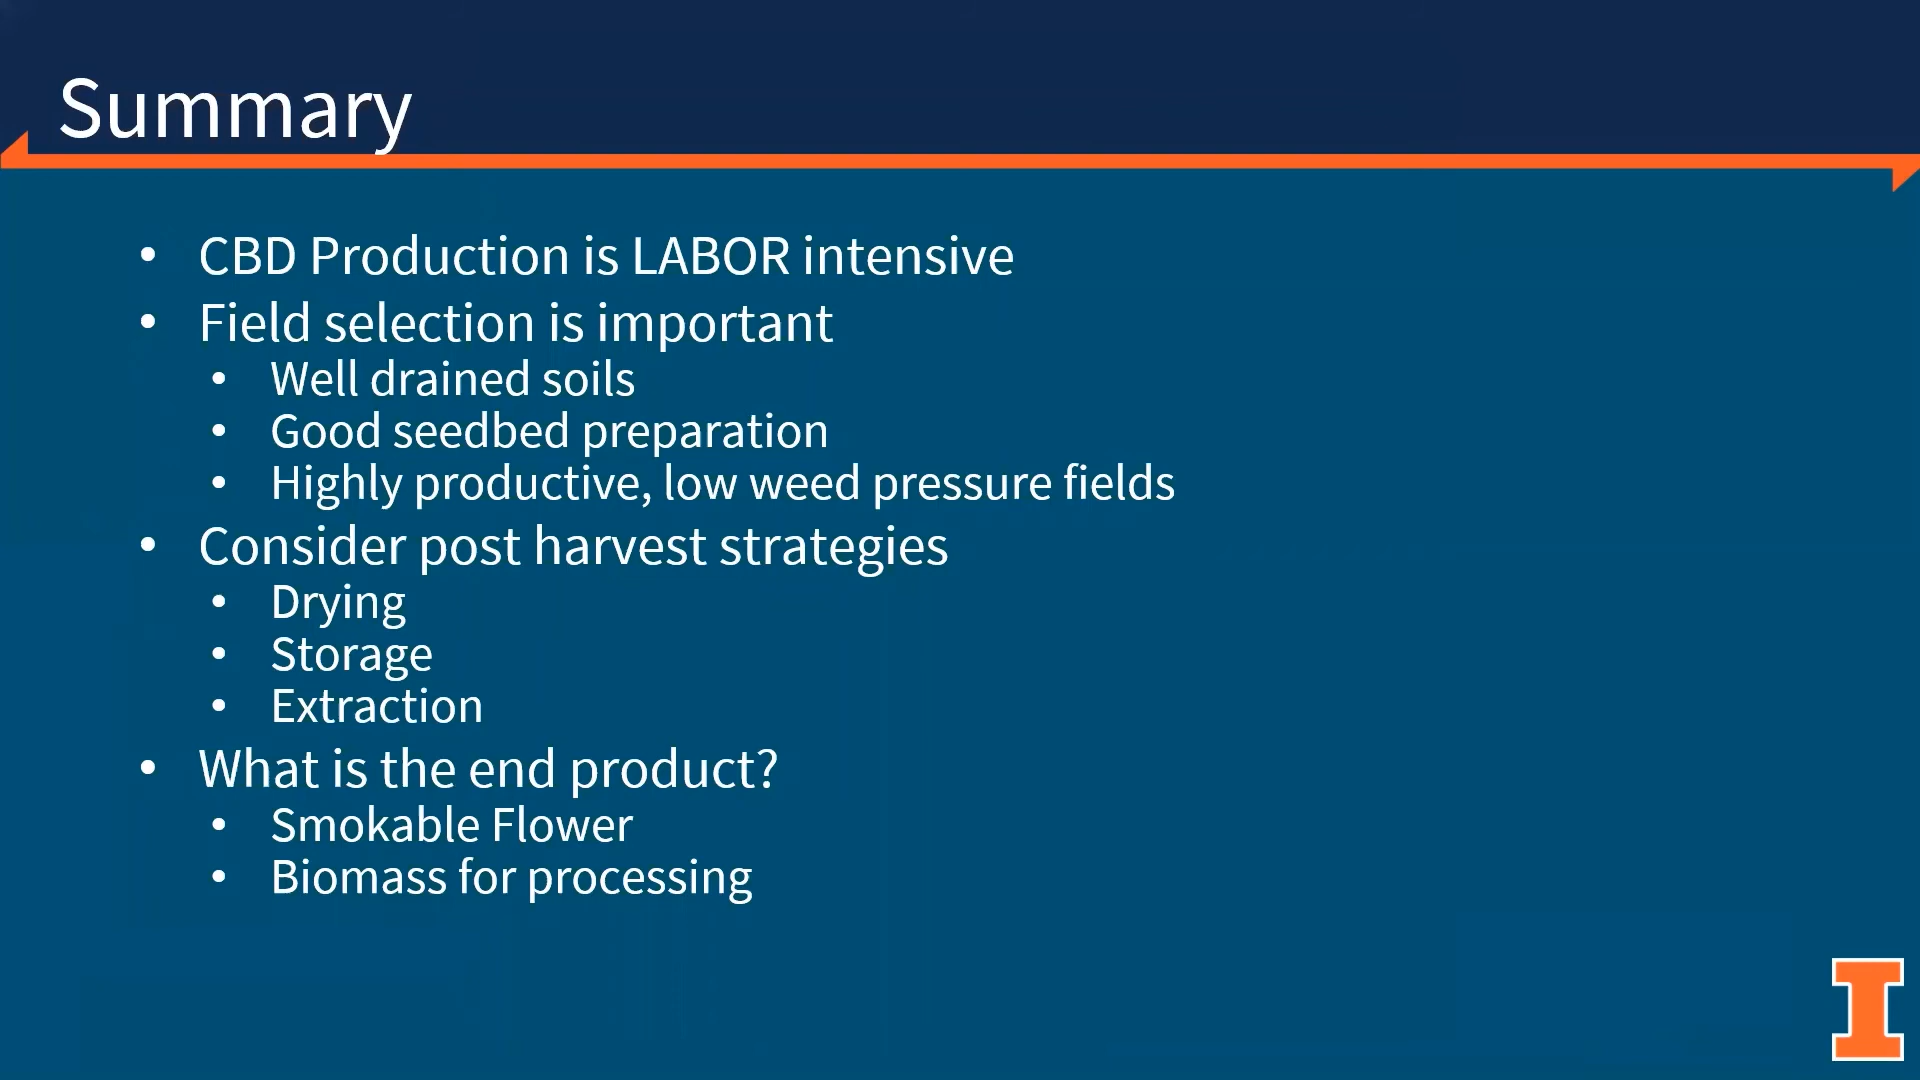 Summary
• CBD Production is LABOR intensive
• Field selection is important
• Well drained soils
• Good seedbed preparation
• Highly productive, low weed pressure fields
• Consider post harvest strategies
• Drying
• Storage
• Extraction
• What is the end product?
• Smokable Flower
• Biomass for processing
I